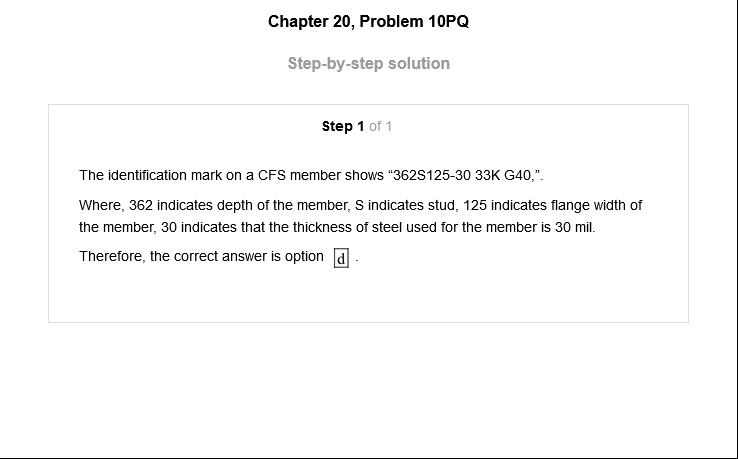 Chapter 20, Problem 10PQ
Step-by-step solution
Step 1 of 1
The identification mark on a CFS member shows “362S125-30 33K G40,”.
Where, 362 indicates depth of the member, S indicates stud, 125 indicates flange width of
the member, 30 indicates that the thickness of steel used for the member is 30 mil.
Therefore, the correct answer is option d .